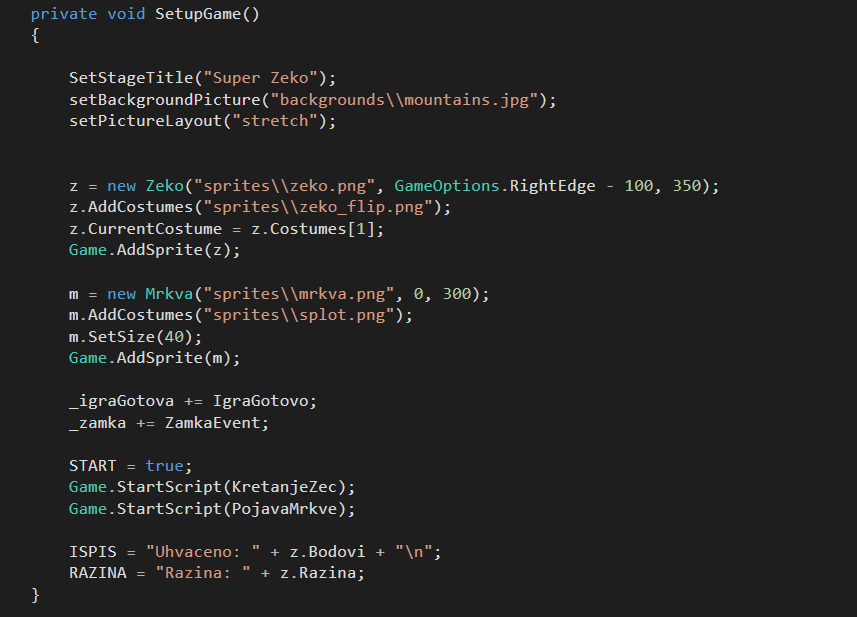 private void SetupGame()
{
SetStageTitle("Super Zeko");
setBackgroundPicture("backgrounds\\mountains.jpg");
setPictureLayout("stretch");
z = new Zeko("sprites\\zeko.png", GameOptions.RightEdge - 100, 350);
z.AddCostumes("sprites\\zeko_flip.png");
z.CurrentCostume = z.Costumes[1];
Game.AddSprite(z);
m = new Mrkva("sprites\\mrkva.png", 0, 300);
m.AddCostumes("sprites\\splot.png");
m.SetSize(40);
Game.AddSprite(m);
_igraGotova += IgraGotovo;
_zamka += ZamkaEvent;
START = true;
Game.StartScript(KretanjeZec);
Game.StartScript(PojavaMrkve);
ISPIS = "Uhvaceno: " + z.Bodovi + "\n";
RAZINA = "Razina: " + z.Razina;
}